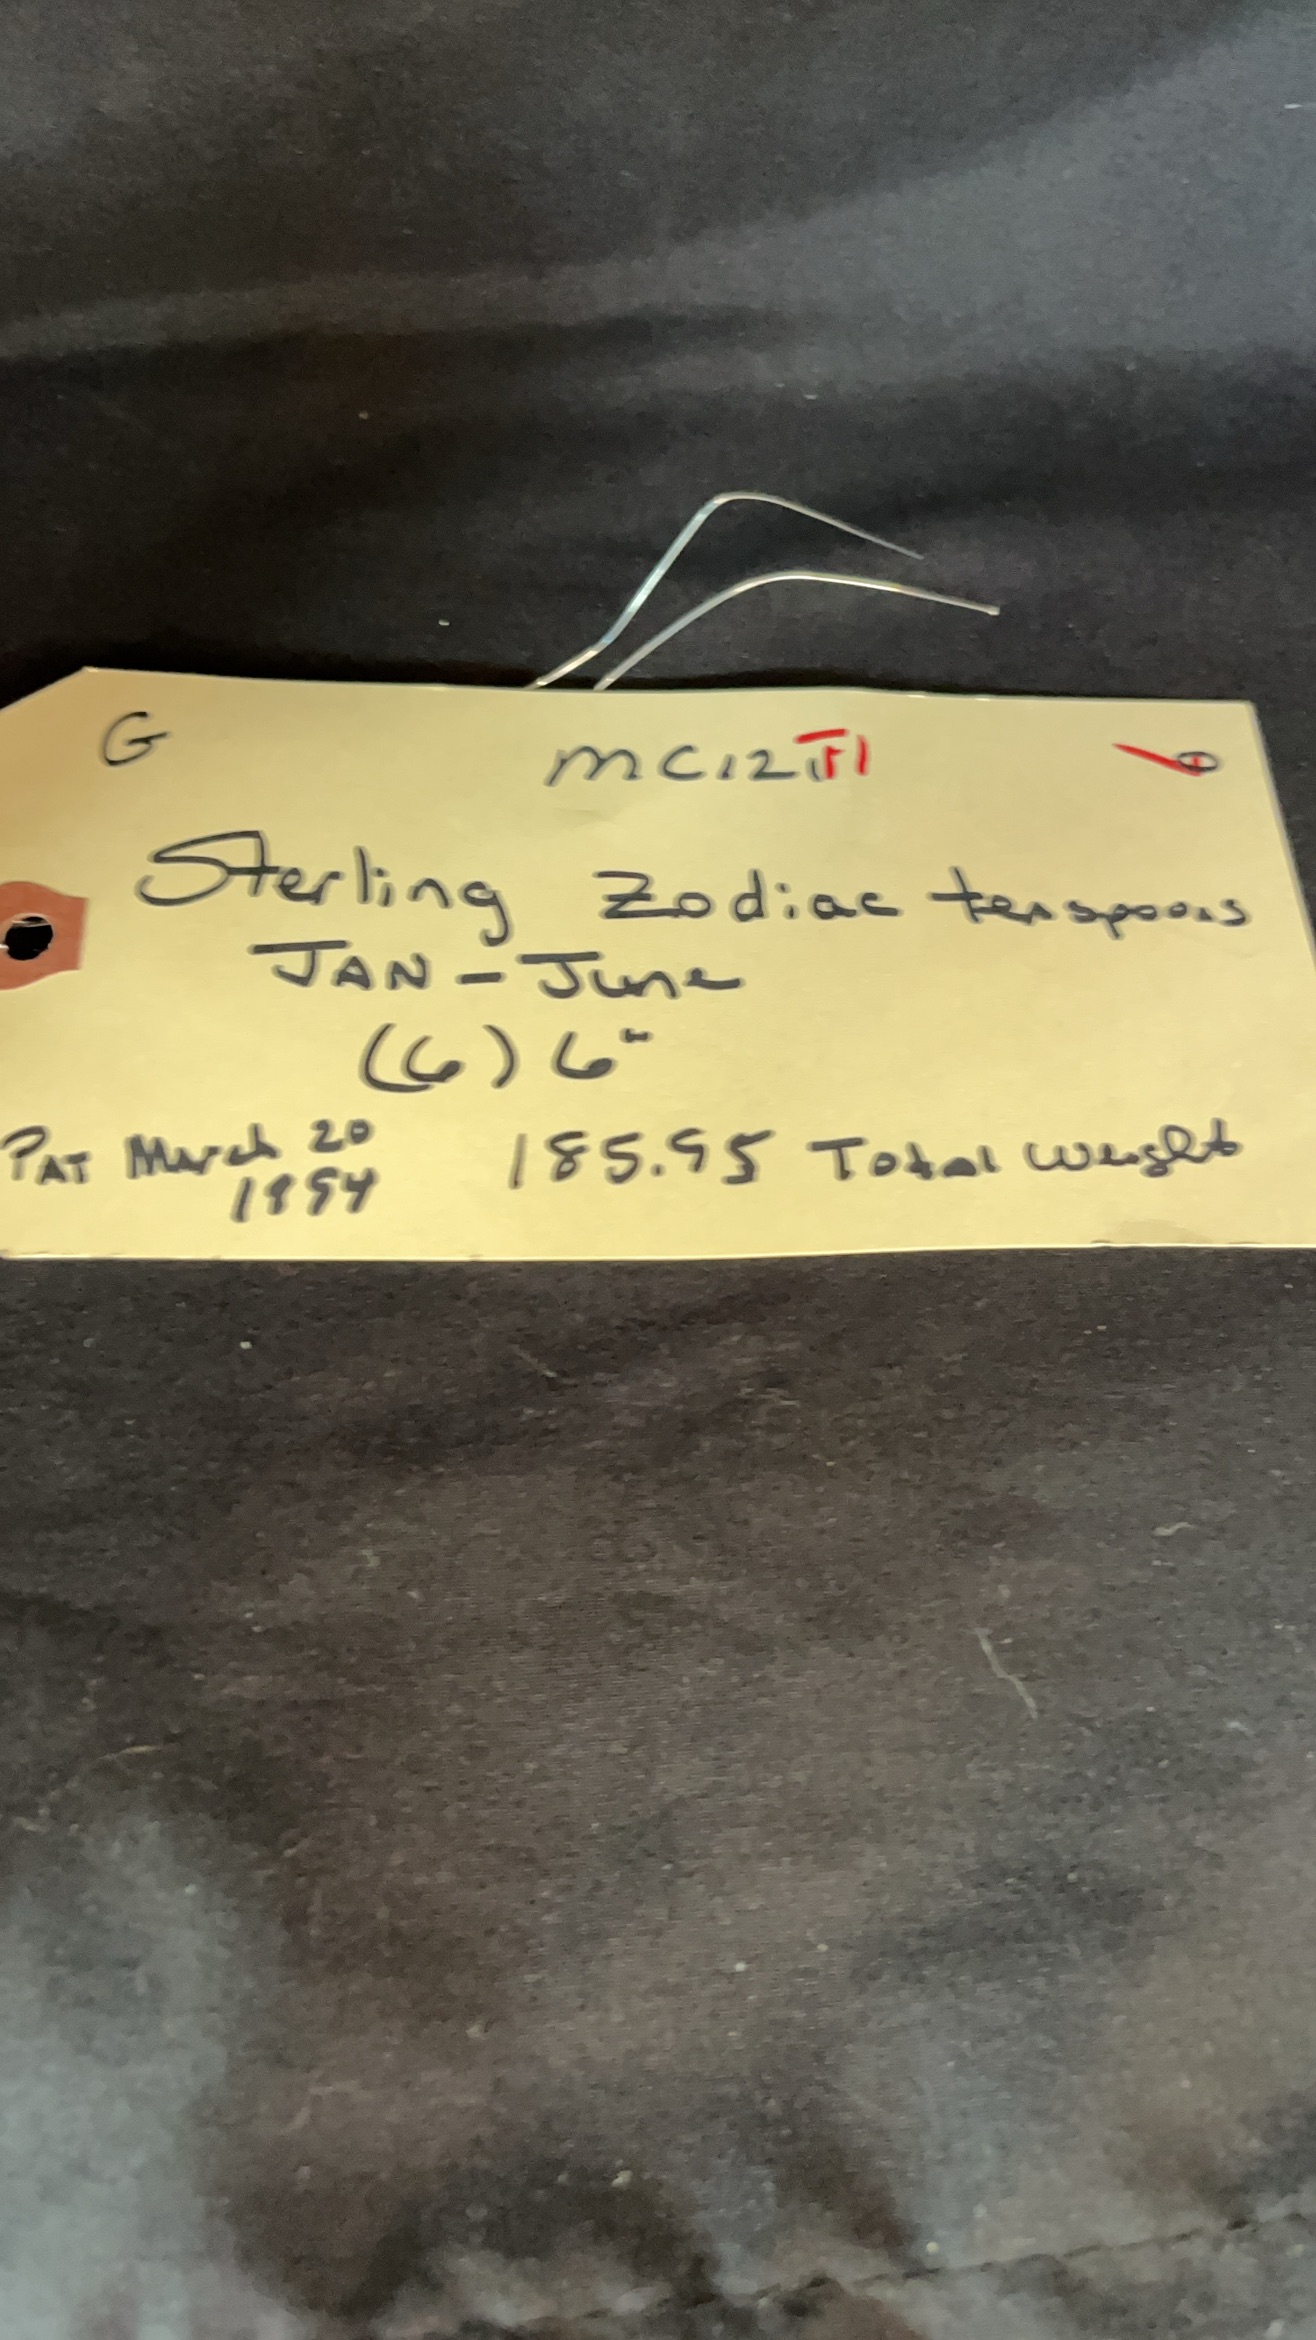 G MC12
Sterling Zodiac teaspoons
JAN - June
(6) 6"
PAT March 20
1894
185.95 Total Weight